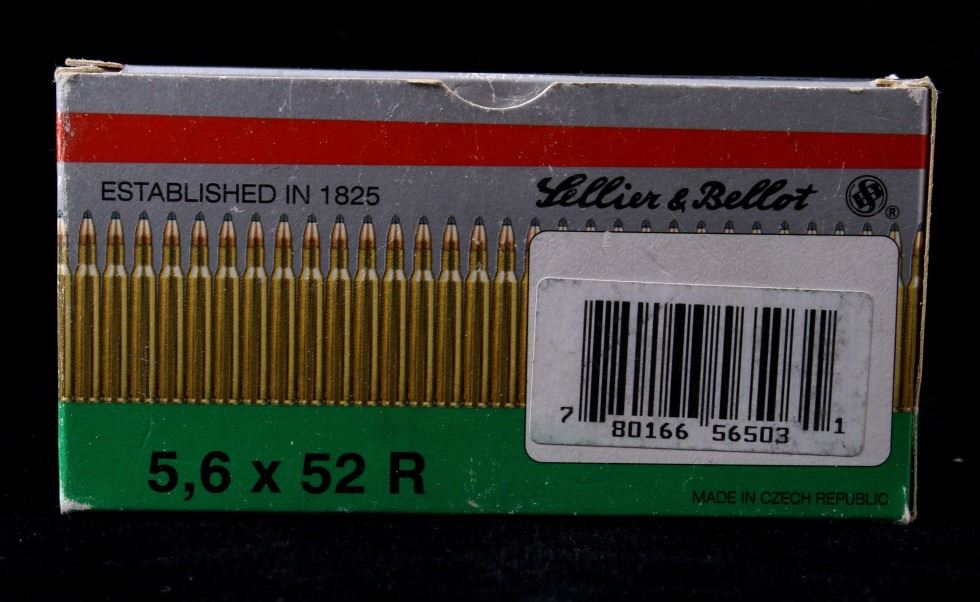 ESTABLISHED IN 1825
Sellier & Bellot
®
7 80166 56503 1
5,6 x 52 R
MADE IN CZECH REPUBLIC